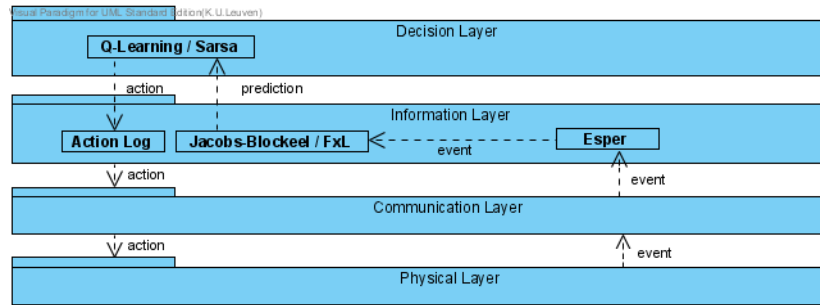 Visual Paradigm for UML Standard Edition(K.U.Leuven)
Decision Layer
Q-Learning / Sarsa
action
prediction
Information Layer
Action Log
Jacobs-Blockeel / FxL
event
Esper
action
event
Communication Layer
action
event
Physical Layer